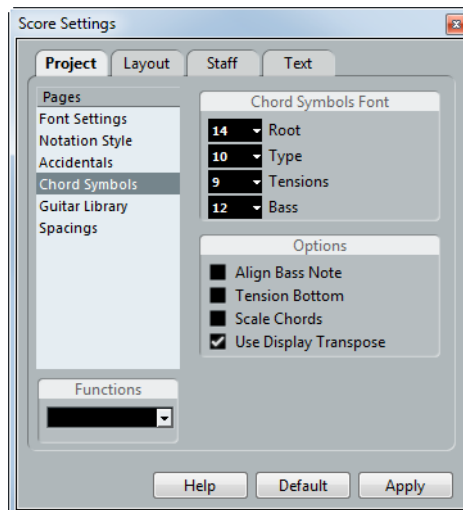 Score Settings
Project Layout Staff Text
Pages
Font Settings
Notation Style
Accidentals
Chord Symbols
Guitar Library
Spacings
Functions
Chord Symbols Font
14 Root
10 Type
9 Tensions
12 Bass
Options
Align Bass Note
Tension Bottom
Scale Chords
Use Display Transpose
Help Default Apply